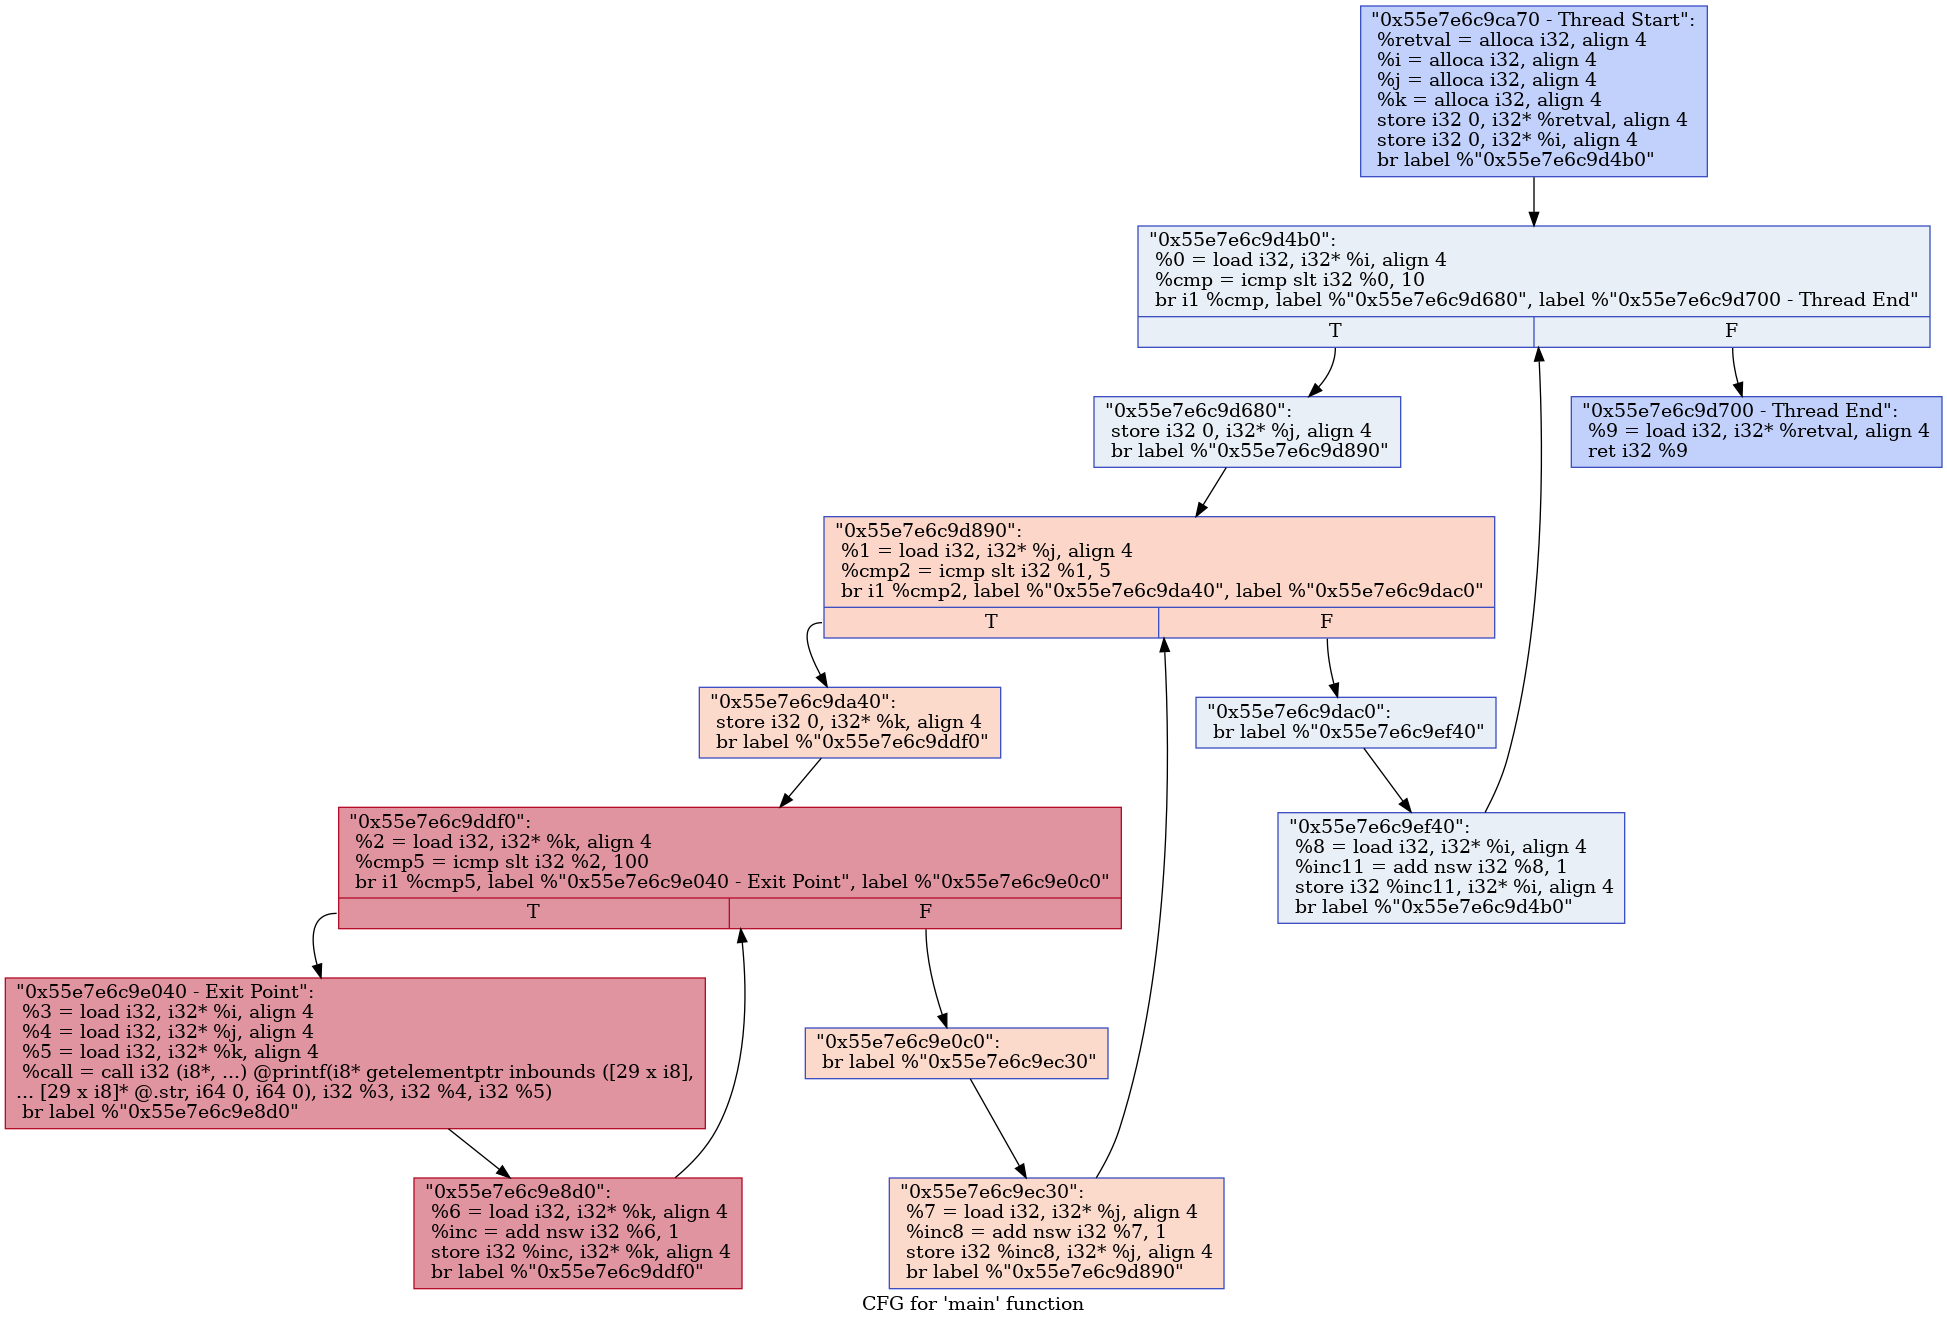 "0x55e7e6c9ca70 - Thread Start":
%retval = alloca i32, align 4
%i = alloca i32, align 4
%j = alloca i32, align 4
%k = alloca i32, align 4
store i32 0, i32* %retval, align 4
store i32 0, i32* %i, align 4
br label %"0x55e7e6c9d4b0"
"0x55e7e6c9d4b0":
%0 = load i32, i32* %i, align 4
%cmp = icmp slt i32 %0, 10
br i1 %cmp, label %"0x55e7e6c9d680", label %"0x55e7e6c9d700 - Thread End"
T
F
"0x55e7e6c9d680":
store i32 0, i32* %j, align 4
br label %"0x55e7e6c9d890"
"0x55e7e6c9d700 - Thread End":
%9 = load i32, i32* %retval, align 4
ret i32 %9
"0x55e7e6c9d890":
%1 = load i32, i32* %j, align 4
%cmp2 = icmp slt i32 %1, 5
br i1 %cmp2, label %"0x55e7e6c9da40", label %"0x55e7e6c9dac0"
T
F
"0x55e7e6c9da40":
store i32 0, i32* %k, align 4
br label %"0x55e7e6c9ddf0"
"0x55e7e6c9dac0":
br label %"0x55e7e6c9ef40"
"0x55e7e6c9ddf0":
%2 = load i32, i32* %k, align 4
%cmp5 = icmp slt i32 %2, 100
br i1 %cmp5, label %"0x55e7e6c9e040 - Exit Point", label %"0x55e7e6c9e0c0"
T
F
"0x55e7e6c9ef40":
%8 = load i32, i32* %i, align 4
%inc11 = add nsw i32 %8, 1
store i32 %inc11, i32* %i, align 4
br label %"0x55e7e6c9d4b0"
"0x55e7e6c9e040 - Exit Point":
%3 = load i32, i32* %i, align 4
%4 = load i32, i32* %j, align 4
%5 = load i32, i32* %k, align 4
%call = call i32 (i8*, ...) @printf(i8* getelementptr inbounds ([29 x i8],
... [29 x i8]* @.str, i64 0, i64 0), i32 %3, i32 %4, i32 %5)
br label %"0x55e7e6c9e8d0"
"0x55e7e6c9e0c0":
br label %"0x55e7e6c9ec30"
"0x55e7e6c9e8d0":
%6 = load i32, i32* %k, align 4
%inc = add nsw i32 %6, 1
store i32 %inc, i32* %k, align 4
br label %"0x55e7e6c9ddf0"
"0x55e7e6c9ec30":
%7 = load i32, i32* %j, align 4
%inc8 = add nsw i32 %7, 1
store i32 %inc8, i32* %j, align 4
br label %"0x55e7e6c9d890"
CFG for 'main' function